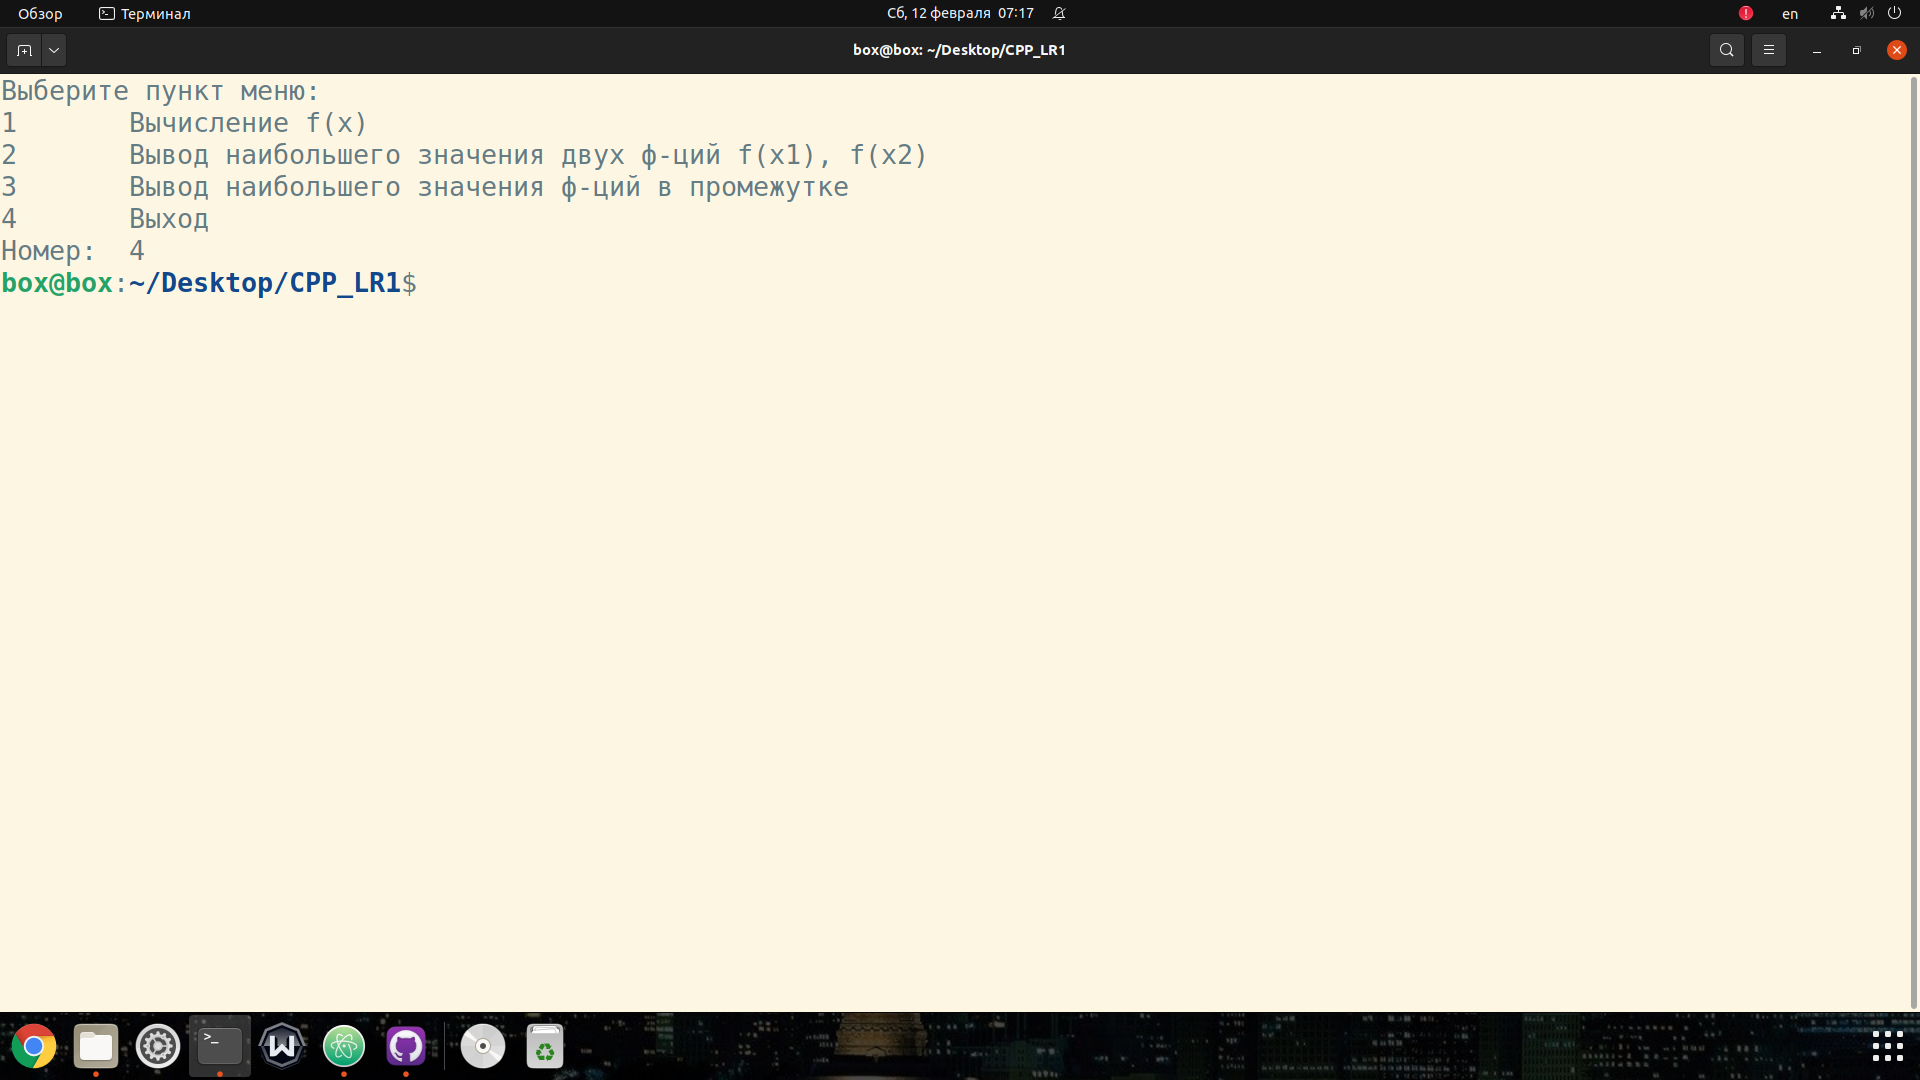 Обзор Терминал Сб, 12 февраля 07:17 en
box@box: ~/Desktop/CPP_LR1
Выберите пункт меню:
1 Вычисление f(x)
2 Вывод наибольшего значения двух ф-ций f(x1), f(x2)
3 Вывод наибольшего значения ф-ций в промежутке
4 Выход
Номер: 4
box@box:~/Desktop/CPP_LR1$